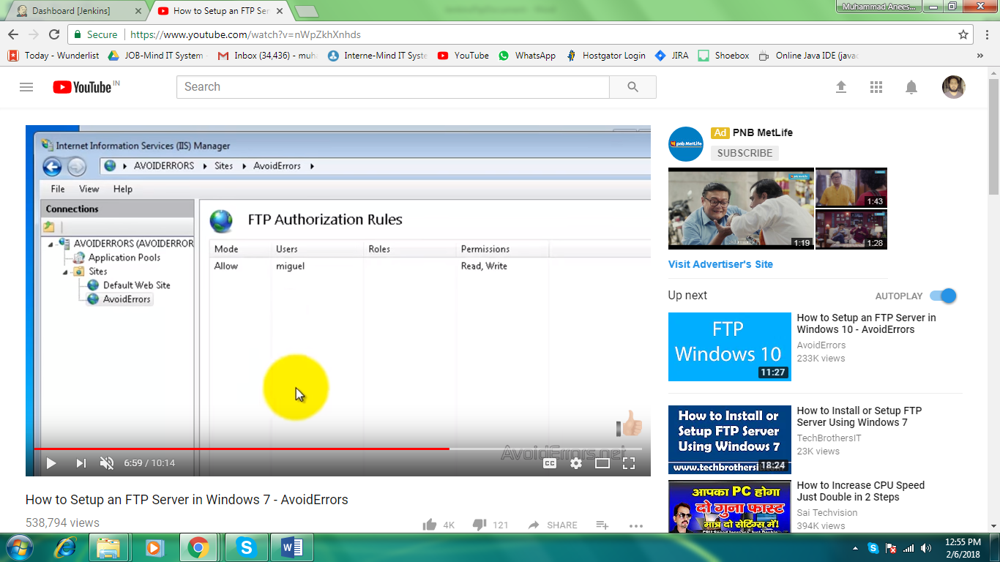 Dashboard [Jenkins]
How to Setup an FTP Ser
Muhammad Anees...
Secure
https://www.youtube.com/watch?v=nWpZkhXnhds
Today - Wunderlist
JOB-Mind IT System
Inbox (34,436) - muh
Interne-Mind IT Syste
YouTube
WhatsApp
Hostgator Login
JIRA
Shoebox
Online Java IDE (javac
»
YouTube IN
Search
Internet Information Services (IIS) Manager
AVOIDERRORS
Sites
AvoidErrors
File View Help
Connections
AVOIDERRORS (AVOIDERROR
Application Pools
Sites
Default Web Site
AvoidErrors
FTP Authorization Rules
Mode Users Roles Permissions
Allow miguel Read, Write
AvoidErrors.net
6:59 / 10:14
CC
How to Setup an FTP Server in Windows 7 - AvoidErrors
538,794 views
4K
121
SHARE
pnb MetLife
Ad PNB MetLife
SUBSCRIBE
1:19
1:43
1:28
Visit Advertiser's Site
Up next
AUTOPLAY
FTP
Windows 10
11:27
How to Setup an FTP Server in
Windows 10 - AvoidErrors
AvoidErrors
233K views
How to Install or
Setup FTP Server
Using Windows 7
www.techbrothersi
18:24
How to Install or Setup FTP
Server Using Windows 7
TechBrothersIT
23K views
आपका PC होगा
दो गुना फास्ट
मात्र दो सेटिंग्स में!
How to Increase CPU Speed
Just Double in 2 Steps
Sai Techvision
394K views
12:55 PM
2/6/2018